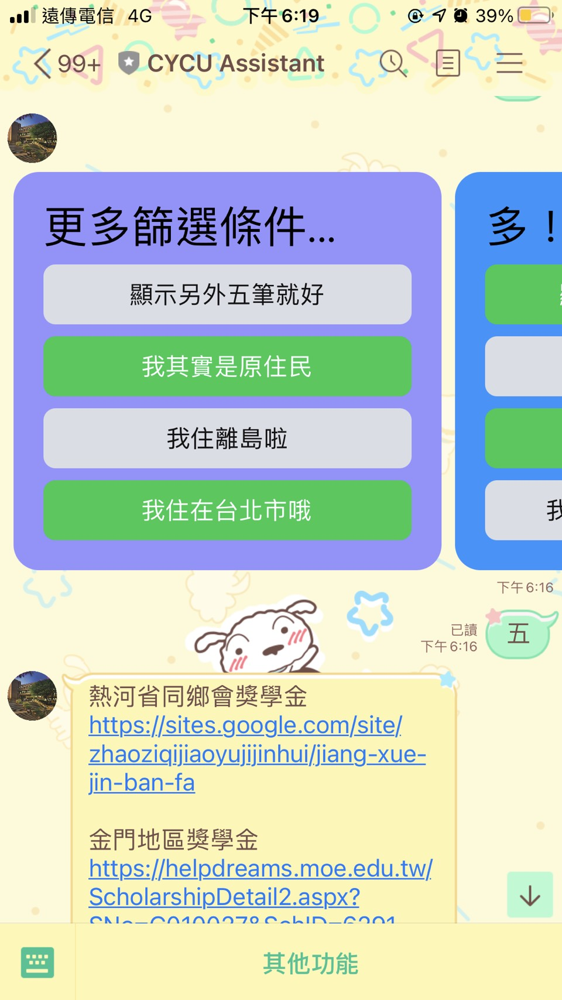 遠傳電信 4G 下午6:19 39%
99+ CYCU Assistant
更多篩選條件...
顯示另外五筆就好
我其實是原住民
我住離島啦
我住在台北市哦
多！
我
下午6:16
五
已讀
下午6:16
熱河省同鄉會獎學金
https://sites.google.com/site/
zhaoziqijiaoyujijinhui/jiang-xue-
jin-ban-fa
金門地區獎學金
https://helpdreams.moe.edu.tw/
ScholarshipDetail2.aspx?
其他功能